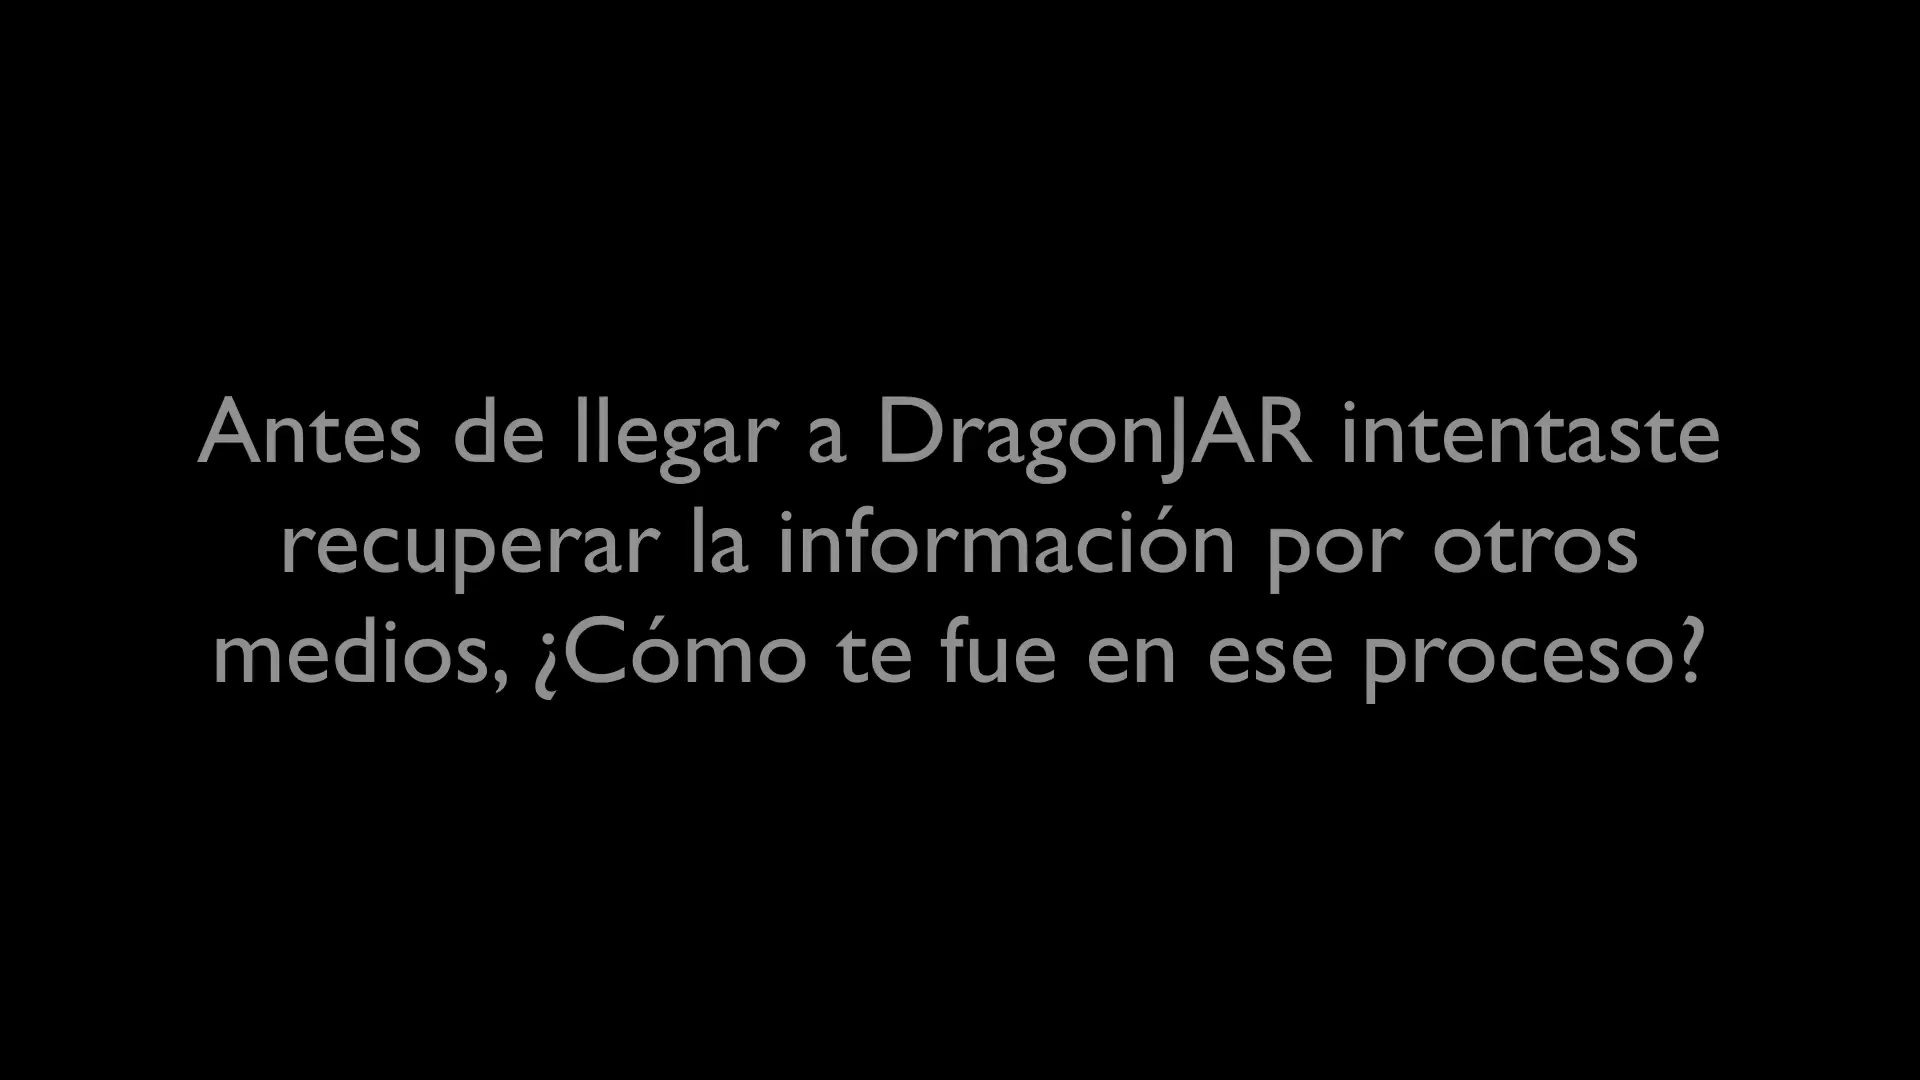 Antes de llegar a DragonJAR intentaste
recuperar la información por otros
medios, ¿Cómo te fue en ese proceso?